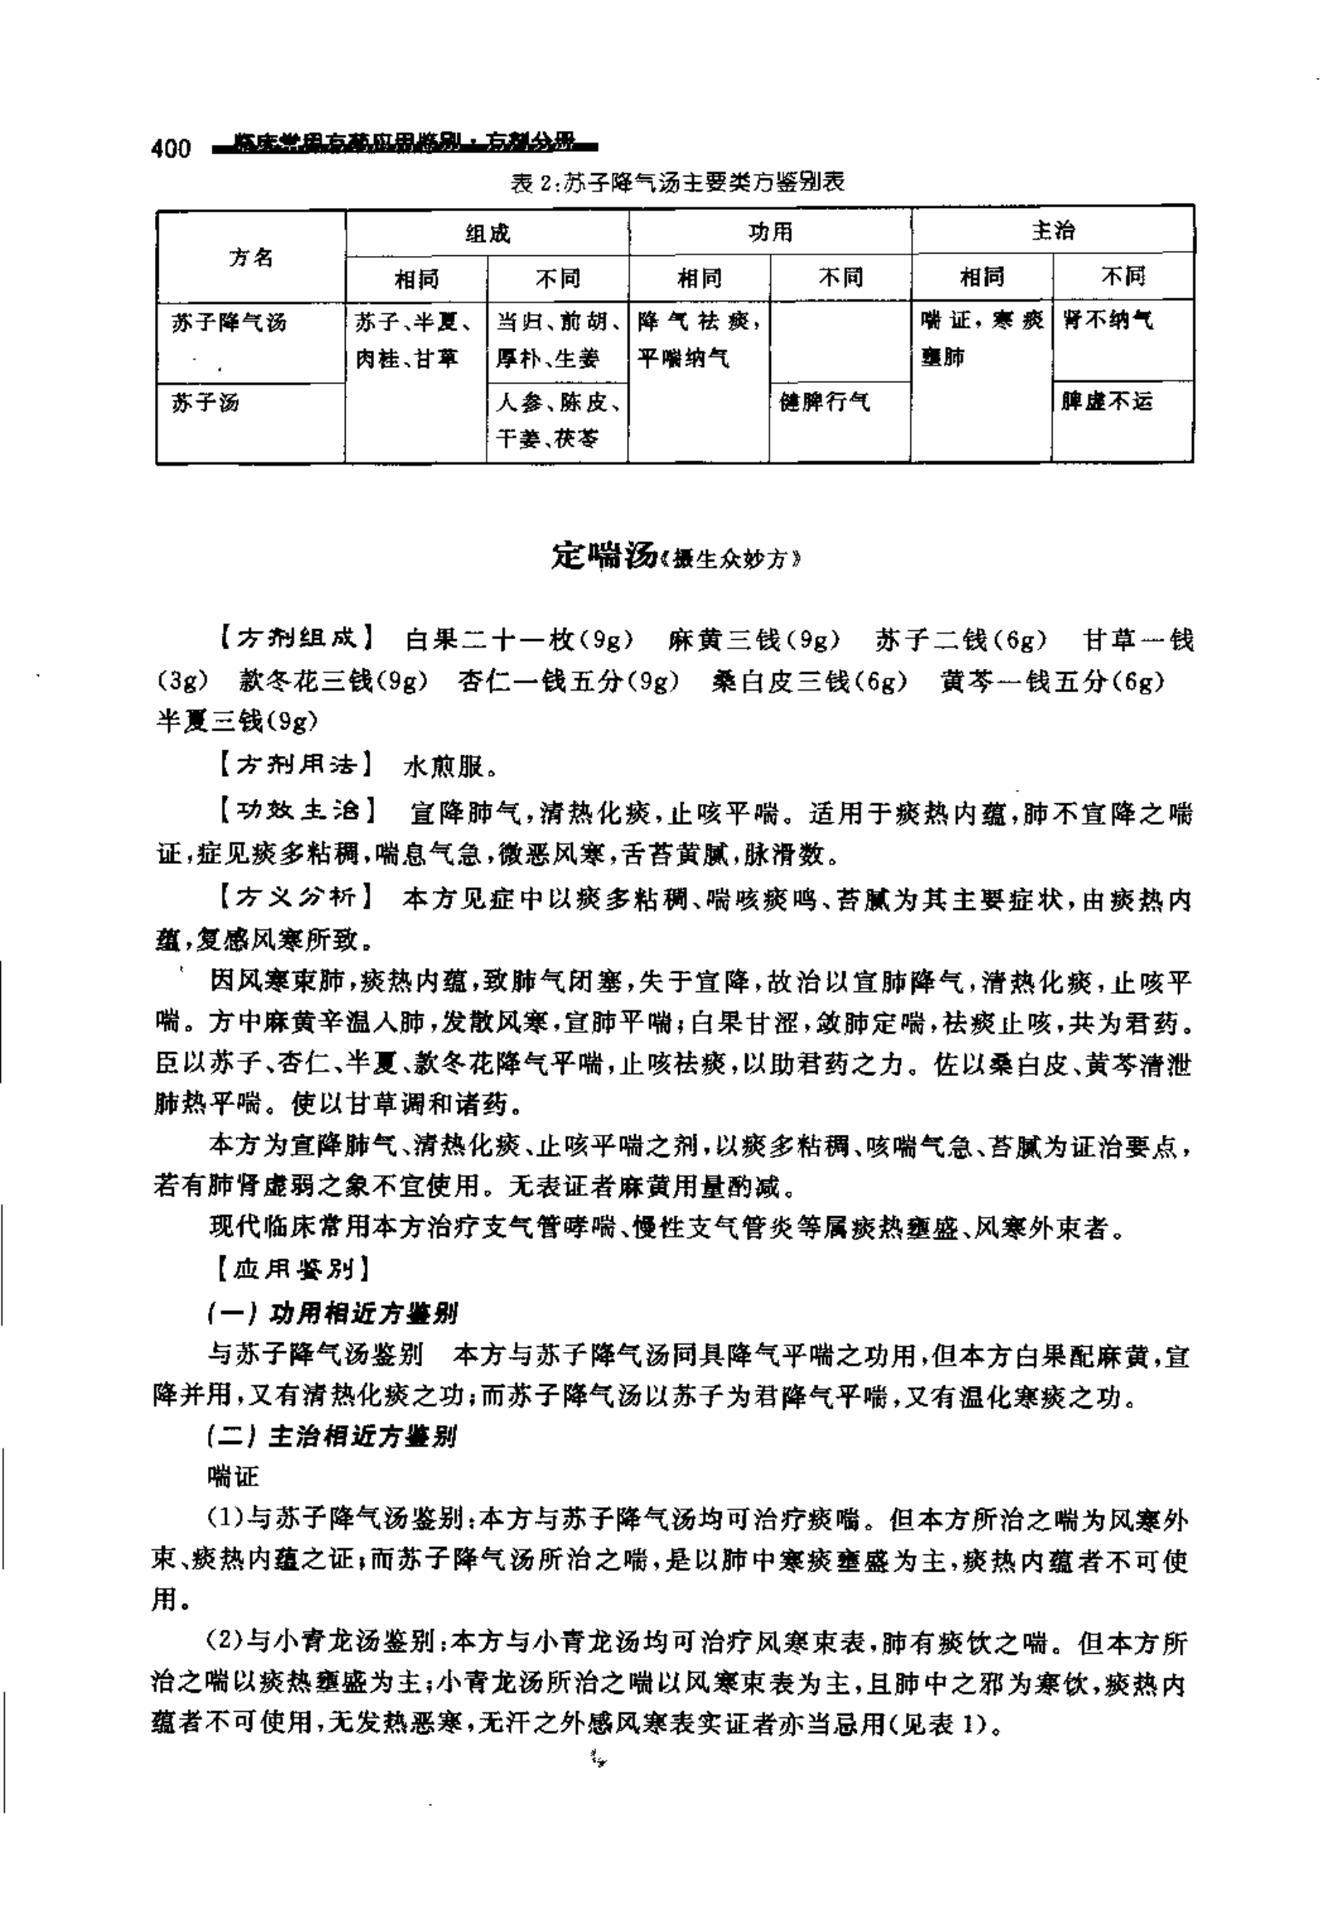 400 临床常用方药应用鉴别·方剂分册
表 2:苏子降气汤主要类方鉴别表
方名 组成 功用 主治
相同 不同 相同 不同 相同 不同
苏子降气汤 苏子、半夏、 当归、前胡、 降气祛痰, 喘证,寒痰 肾不纳气
肉桂、甘草 厚朴、生姜 平喘纳气 壅肺
苏子汤 人参、陈皮、 健脾行气 脾虚不运
干姜、茯苓
定喘汤《摄生众妙方》
【方剂组成】 白果二十一枚(9g) 麻黄三钱(9g) 苏子二钱(6g) 甘草一钱
(3g) 款冬花三钱(9g) 杏仁一钱五分(9g) 桑白皮三钱(6g) 黄芩一钱五分(6g)
半夏三钱(9g)
【方剂用法】 水煎服。
【功效主治】 宣降肺气,清热化痰,止咳平喘。适用于痰热内蕴,肺不宣降之喘
证,症见痰多粘稠,喘息气急,微恶风寒,舌苔黄腻,脉滑数。
【方义分析】 本方见症中以痰多粘稠、喘咳痰鸣、苔腻为其主要症状,由痰热内
蕴,复感风寒所致。
因风寒束肺,痰热内蕴,致肺气闭塞,失于宣降,故治以宣肺降气,清热化痰,止咳平
喘。方中麻黄辛温入肺,发散风寒,宣肺平喘;白果甘涩,敛肺定喘,祛痰止咳,共为君药。
臣以苏子、杏仁、半夏、款冬花降气平喘,止咳祛痰,以助君药之力。佐以桑白皮、黄芩清泄
肺热平喘。使以甘草调和诸药。
本方为宣降肺气、清热化痰、止咳平喘之剂,以痰多粘稠、咳喘气急、苔腻为证治要点,
若有肺肾虚弱之象不宜使用。无表证者麻黄用量酌减。
现代临床常用本方治疗支气管哮喘、慢性支气管炎等属痰热壅盛、风寒外束者。
【应用鉴别】
(一) 功用相近方鉴别
与苏子降气汤鉴别 本方与苏子降气汤同具降气平喘之功用,但本方白果配麻黄,宣
降并用,又有清热化痰之功;而苏子降气汤以苏子为君降气平喘,又有温化寒痰之功。
(二) 主治相近方鉴别
喘证
(1)与苏子降气汤鉴别:本方与苏子降气汤均可治疗痰喘。但本方所治之喘为风寒外
束、痰热内蕴之证;而苏子降气汤所治之喘,是以肺中寒痰壅盛为主,痰热内蕴者不可使
用。
(2)与小青龙汤鉴别:本方与小青龙汤均可治疗风寒束表,肺有痰饮之喘。但本方所
治之喘以痰热壅盛为主;小青龙汤所治之喘以风寒束表为主,且肺中之邪为寒饮,痰热内
蕴者不可使用,无发热恶寒,无汗之外感风寒表实证者亦当忌用(见表 1)。